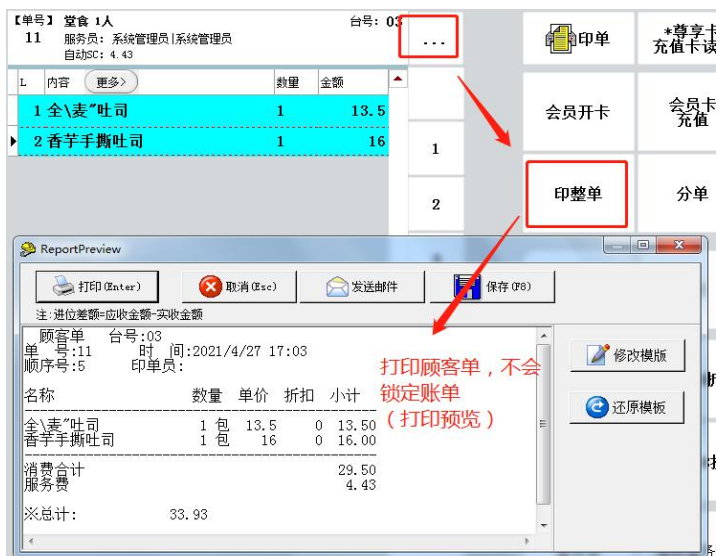 【单号】 堂食 1人 台号: 03
11 服务员: 系统管理员|系统管理员
自动SC: 4.43
L 内容 更多> 数量 金额
1 全\麦"吐司 1 13.5
2 香芋手撕吐司 1 16
...
1
2
印单
*尊享卡
充值卡读
会员开卡
会员卡
充值
印整单
分单
ReportPreview
打印(Enter) 取消(Esc) 发送邮件 保存(F8)
注:进位差额=应收金额-实收金额
顾客单 台号:03
单 号:11 时 间:2021/4/27 17:03
顺序号:5 印单员:
名称 数量 单价 折扣 小计
全\麦"吐司 1 包 13.5 0 13.50
香芋手撕吐司 1 包 16 0 16.00
消费合计 29.50
服务费 4.43
※总计: 33.93
打印顾客单，不会
锁定账单
（打印预览）
修改模版
还原模板